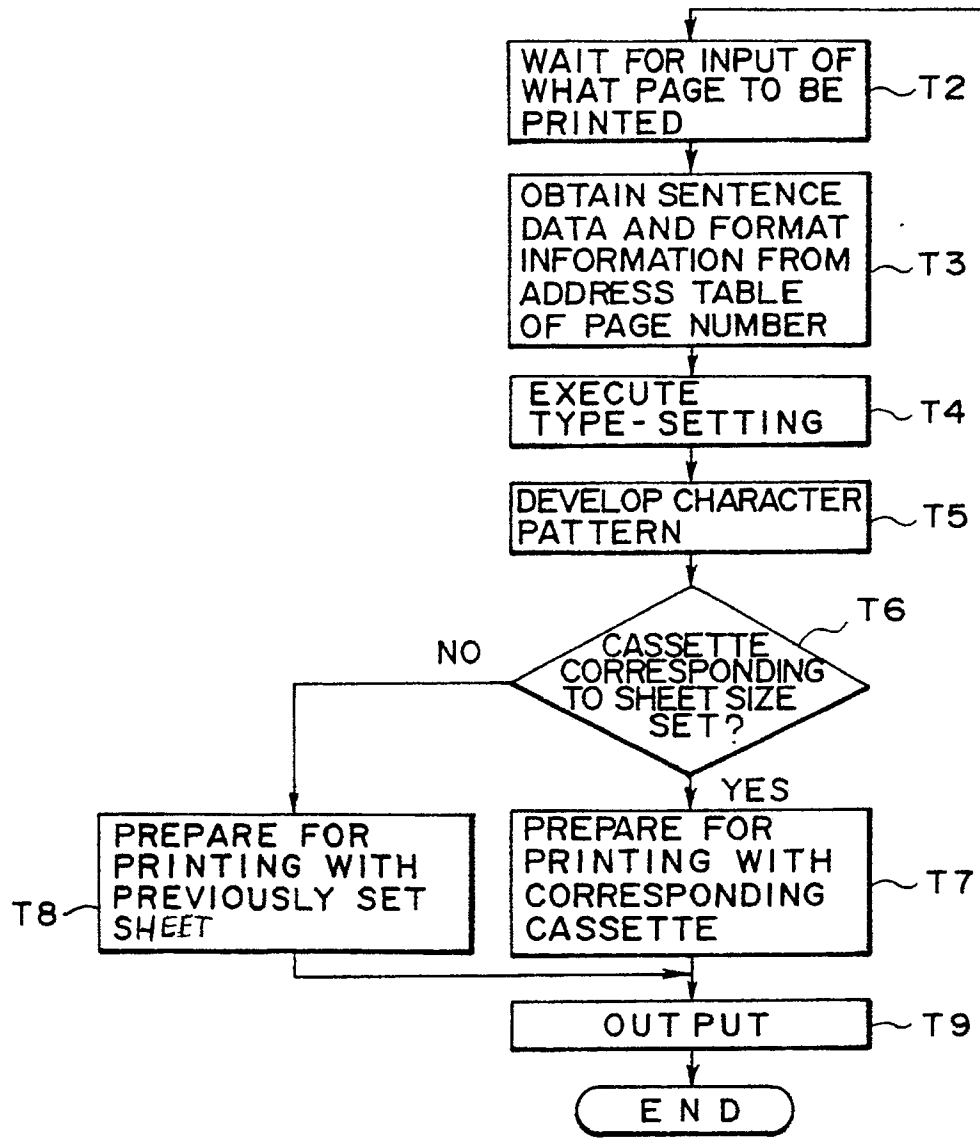 WAIT FOR INPUT OF
WHAT PAGE TO BE
PRINTED
T2
OBTAIN SENTENCE
DATA AND FORMAT
INFORMATION FROM
ADDRESS TABLE
OF PAGE NUMBER
T3
EXECUTE
TYPE-SETTING
T4
DEVELOP CHARACTER
PATTERN
T5
T6
CASSETTE
CORRESPONDING
TO SHEET SIZE
SET?
NO
YES
PREPARE FOR
PRINTING WITH
PREVIOUSLY SET
SHEET
T8
PREPARE FOR
PRINTING WITH
CORRESPONDING
CASSETTE
T7
OUTPUT
T9
END